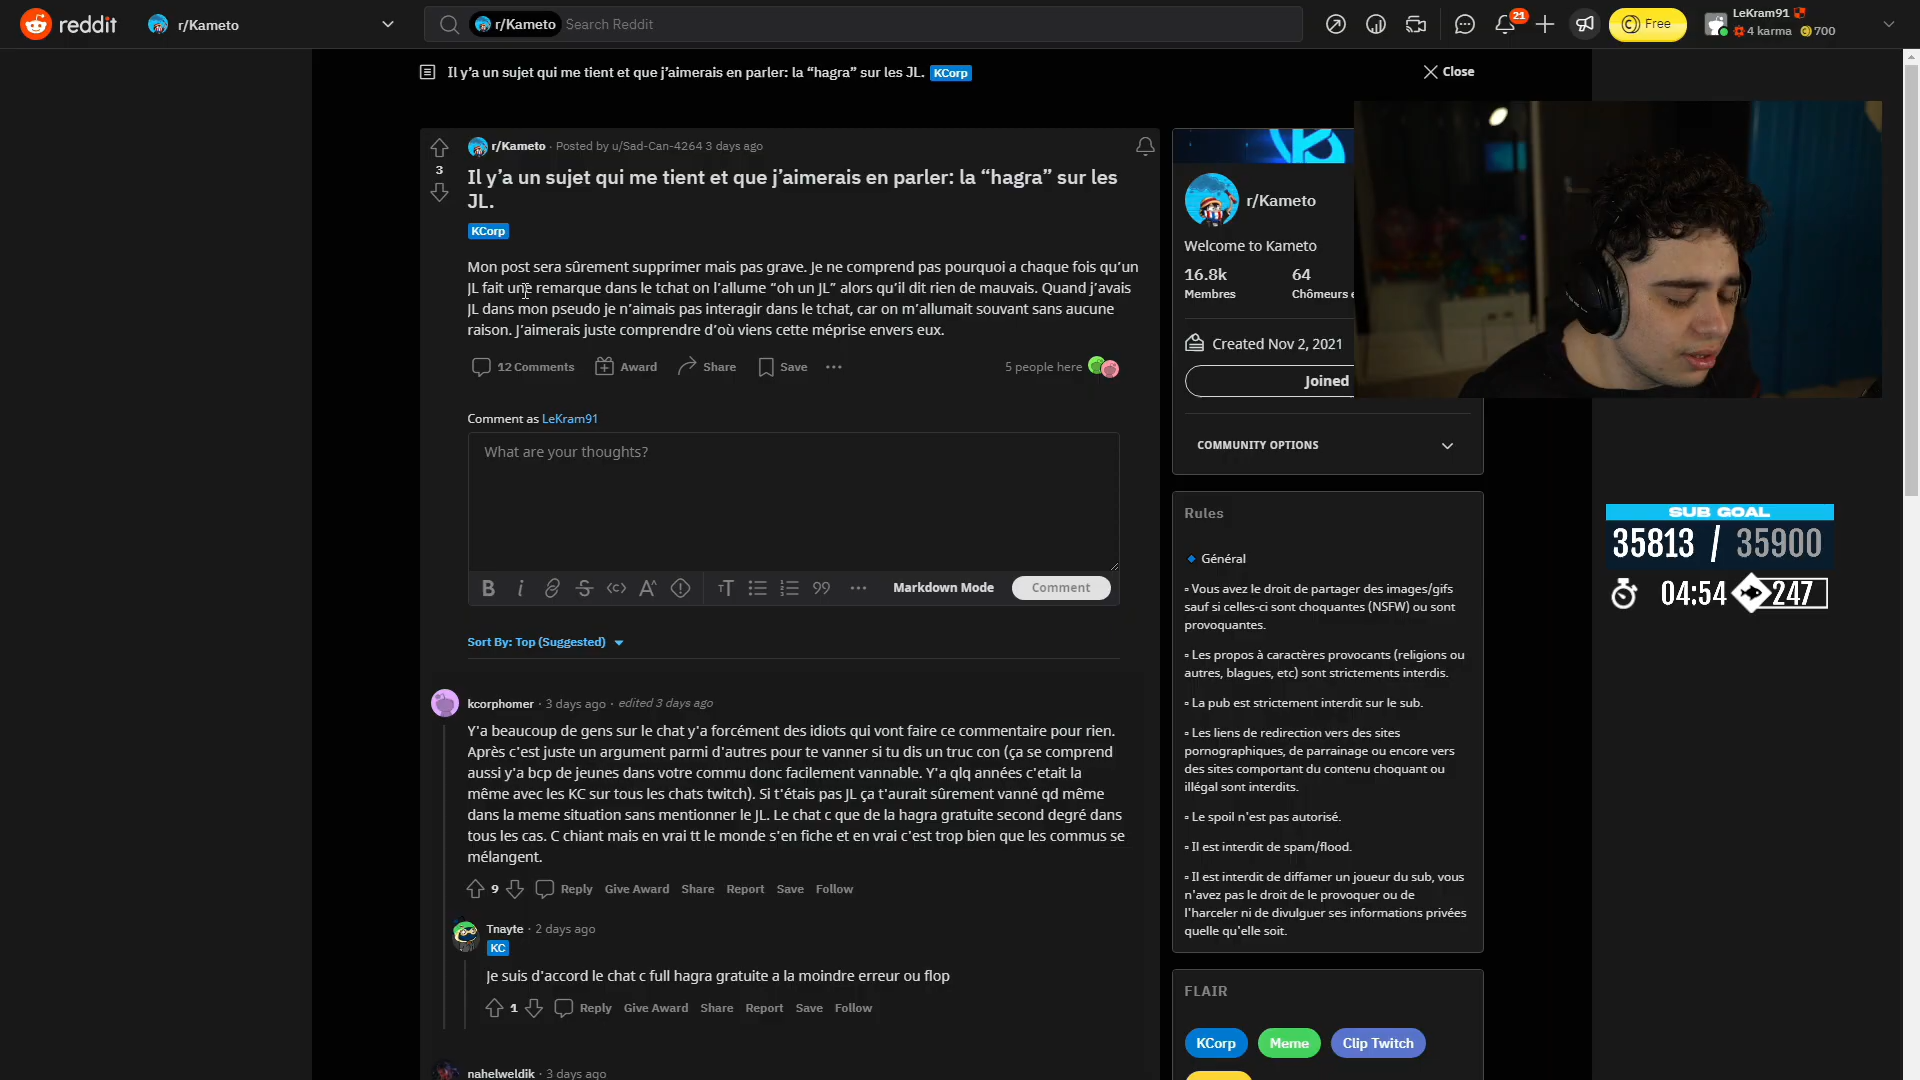 reddit
r/Kameto
r/Kameto Search Reddit
21
Free
LeKram91
4 karma 700
Il y’a un sujet qui me tient et que j’aimerais en parler: la “hagra” sur les JL. KCorp
Close
r/Kameto · Posted by u/Sad-Can-4264 3 days ago
3
Il y’a un sujet qui me tient et que j’aimerais en parler: la “hagra” sur les
JL.
KCorp
Mon post sera sûrement supprimer mais pas grave. Je ne comprend pas pourquoi a chaque fois qu’un
JL fait une remarque dans le tchat on l’allume “oh un JL” alors qu’il dit rien de mauvais. Quand j’avais
JL dans mon pseudo je n’aimais pas interagir dans le tchat, car on m’allumait souvant sans aucune
raison. J’aimerais juste comprendre d’où viens cette méprise envers eux.
12 Comments Award Share Save ··· 5 people here
Comment as LeKram91
What are your thoughts?
Markdown Mode Comment
Sort By: Top (Suggested)
kcorphomer · 3 days ago · edited 3 days ago
Y'a beaucoup de gens sur le chat y'a forcément des idiots qui vont faire ce commentaire pour rien.
Après c'est juste un argument parmi d'autres pour te vanner si tu dis un truc con (ça se comprend
aussi y'a bcp de jeunes dans votre commu donc facilement vannable. Y'a qlq années c'etait la
même avec les KC sur tous les chats twitch). Si t'étais pas JL ça t'aurait sûrement vanné qd même
dans la meme situation sans mentionner le JL. Le chat c que de la hagra gratuite second degré dans
tous les cas. C chiant mais en vrai tt le monde s'en fiche et en vrai c'est trop bien que les commus se
mélangent.
9 Reply Give Award Share Report Save Follow
Tnayte · 2 days ago
KC
Je suis d'accord le chat c full hagra gratuite a la moindre erreur ou flop
1 Reply Give Award Share Report Save Follow
nahelweldik · 3 days ago
r/Kameto
Welcome to Kameto
16.8k 64
Membres Chômeurs
Created Nov 2, 2021
Joined
COMMUNITY OPTIONS
Rules
Général
▫ Vous avez le droit de partager des images/gifs
sauf si celles-ci sont choquantes (NSFW) ou sont
provoquantes.
▫ Les propos à caractères provocants (religions ou
autres, blagues, etc) sont strictements interdis.
▫ La pub est strictement interdit sur le sub.
▫ Les liens de redirection vers des sites
pornographiques, de parrainage ou encore vers
des sites comportant du contenu choquant ou
illégal sont interdits.
▫ Le spoil n'est pas autorisé.
▫ Il est interdit de spam/flood.
▫ Il est interdit de diffamer un joueur du sub, vous
n'avez pas le droit de le provoquer ou de
l'harceler ni de divulguer ses informations privées
quelle qu'elle soit.
FLAIR
KCorp Meme Clip Twitch
SUB GOAL
35813 / 35900
04:54 247